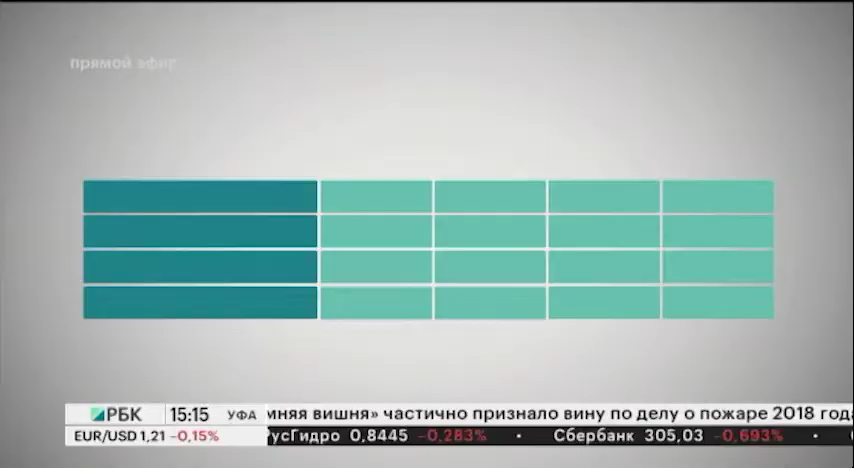 прямой эфир
РБК 15:15 УФА
мняя вишня» частично признало вину по делу о пожаре 2018 года
EUR/USD 1,21 -0,15%
РусГидро 0,8445 -0,283% • Сбербанк 305,03 -0,693% •